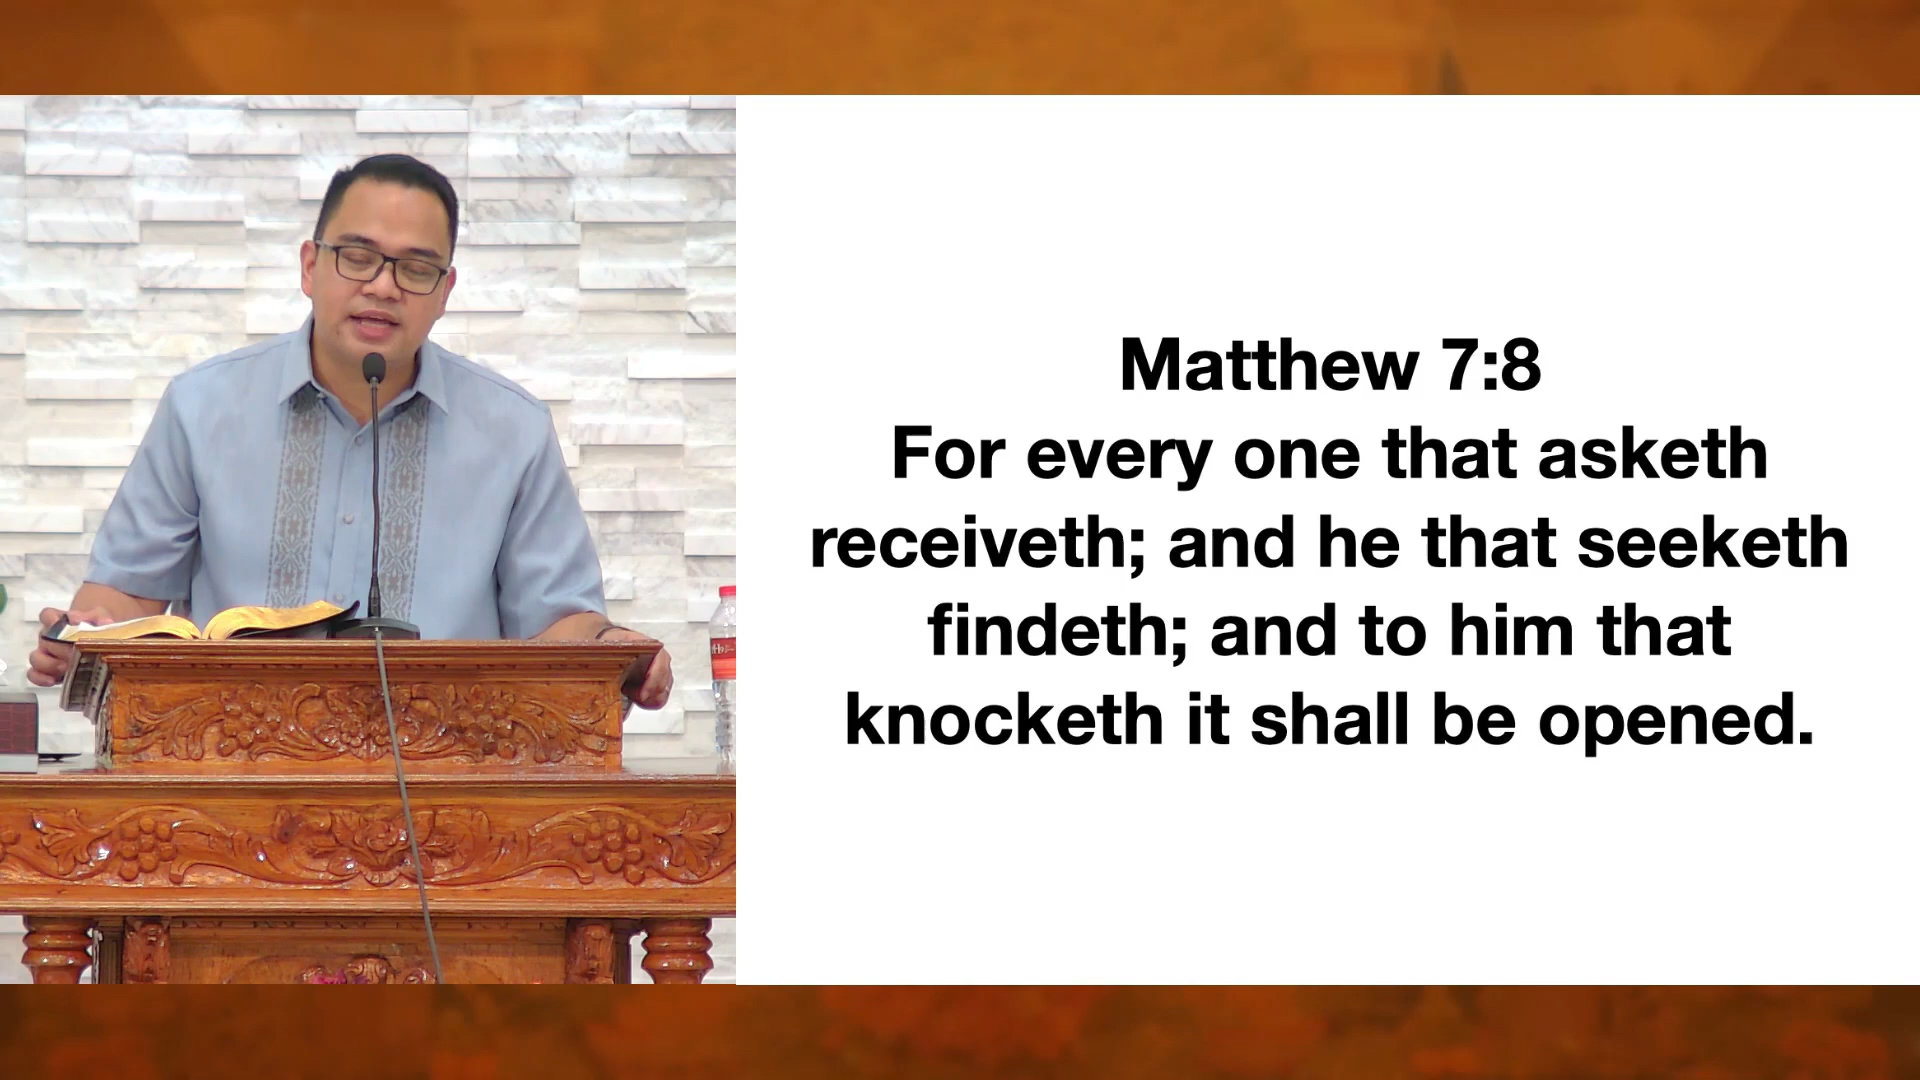 Matthew 7:8
For every one that asketh
receiveth; and he that seeketh
findeth; and to him that
knocketh it shall be opened.